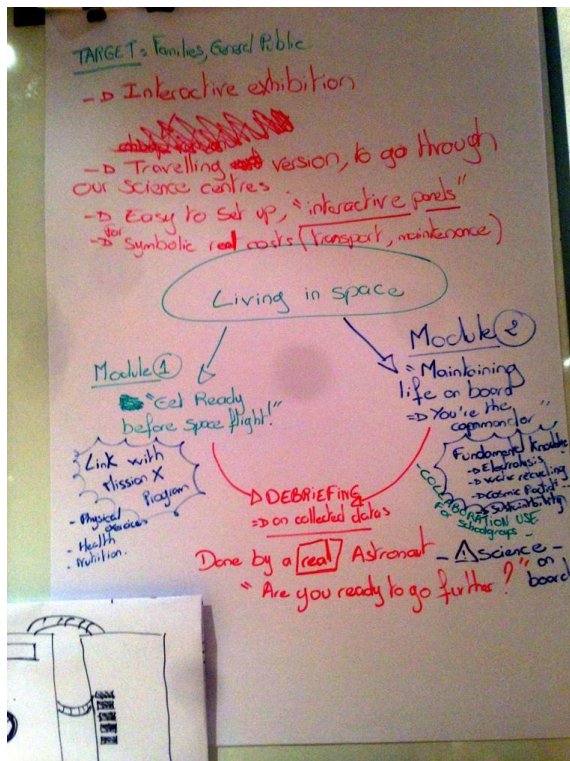 TARGET: Families, General Public
-> Interactive exhibition
-> Travelling version, to go through
our science centres
-> Easy to set up, "interactive panels"
-> for symbolic real costs (transport, maintenance)
Living in space
Module 1
"Get Ready
before space flight!"
Link with
Mission X
Program
- Physical exercices
- Health
- Nutrition.
Module 2
"Maintaining
life on board"
=> You're the
commander
Fundamental
-> Electrolysis
-> water recycling
-> Cosmic
-> Sustainability
- COLLABORATION USE
For schoolgroups -
DEBRIEFING
=> on collected datas
Done by a real Astronaut
- Science -
on
board
"Are you ready to go further?"